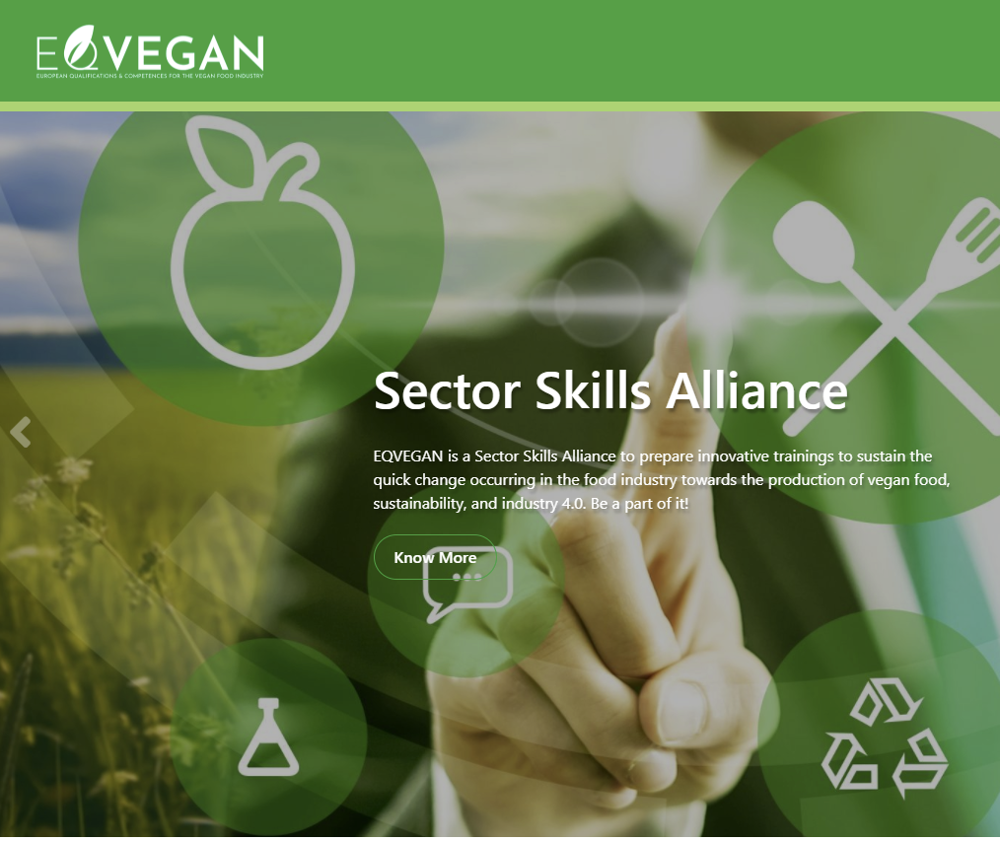 EQVEGAN
EUROPEAN QUALIFICATIONS & COMPETENCES FOR THE VEGAN FOOD INDUSTRY
Sector Skills Alliance
EQVEGAN is a Sector Skills Alliance to prepare innovative trainings to sustain the
quick change occurring in the food industry towards the production of vegan food,
sustainability, and industry 4.0. Be a part of it!
Know More